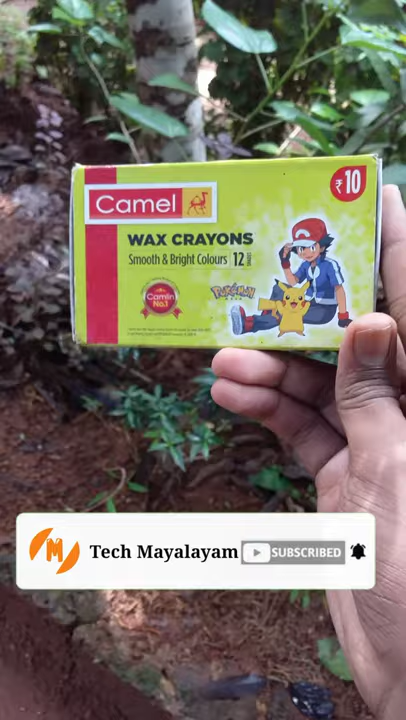 Camel
₹10
WAX CRAYONS
Smooth & Bright Colours 12
Camlin
No.1
POKéMON
M
Tech Mayalayam SUBSCRIBED